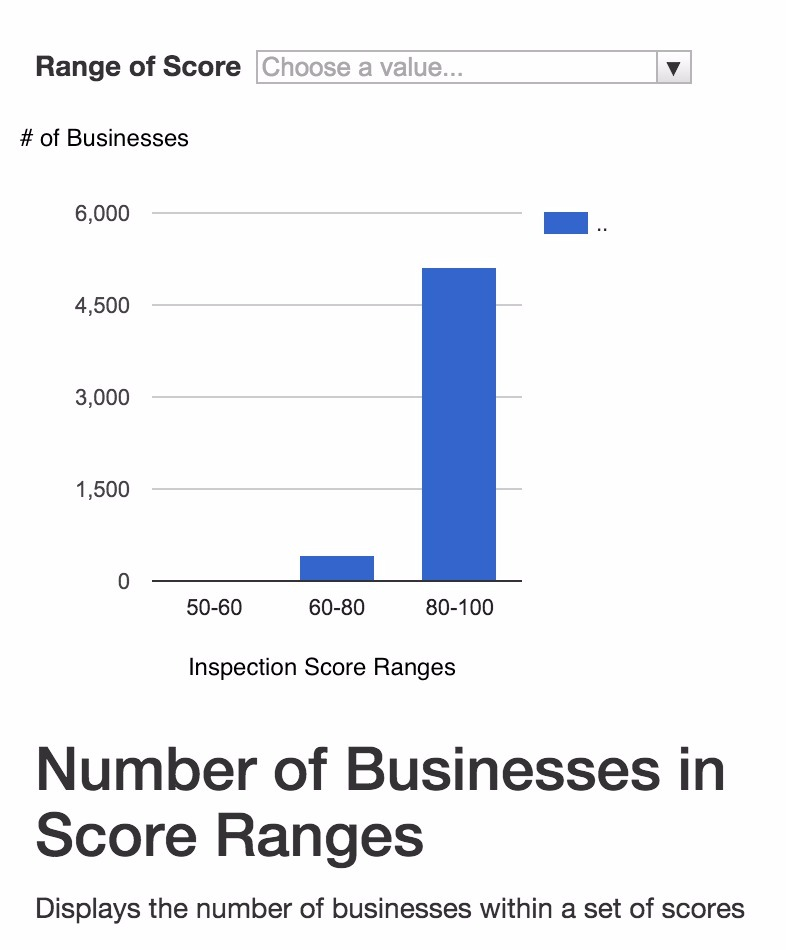 Range of Score Choose a value... ▼
# of Businesses
6,000
..
4,500
3,000
1,500
0
50-60 60-80 80-100
Inspection Score Ranges
Number of Businesses in
Score Ranges
Displays the number of businesses within a set of scores